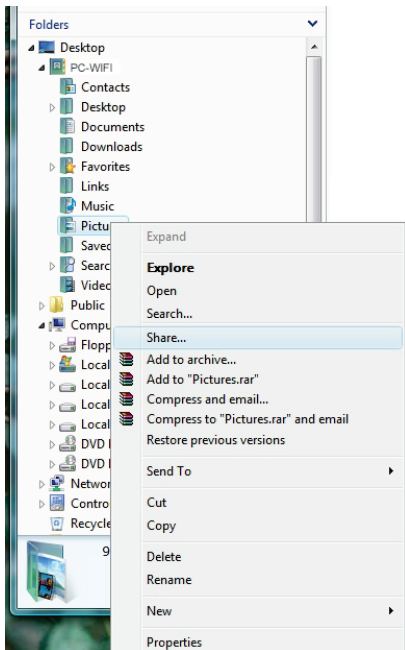 Folders
Desktop
PC-WIFI
Contacts
Desktop
Documents
Downloads
Favorites
Links
Music
Pictu
Saved
Searc
Video
Public
Compu
Flopp
Local
Local
Local
Local
DVD
DVD
Networ
Contro
Recycle
9
Expand
Explore
Open
Search...
Share...
Add to archive...
Add to "Pictures.rar"
Compress and email...
Compress to "Pictures.rar" and email
Restore previous versions
Send To
Cut
Copy
Delete
Rename
New
Properties